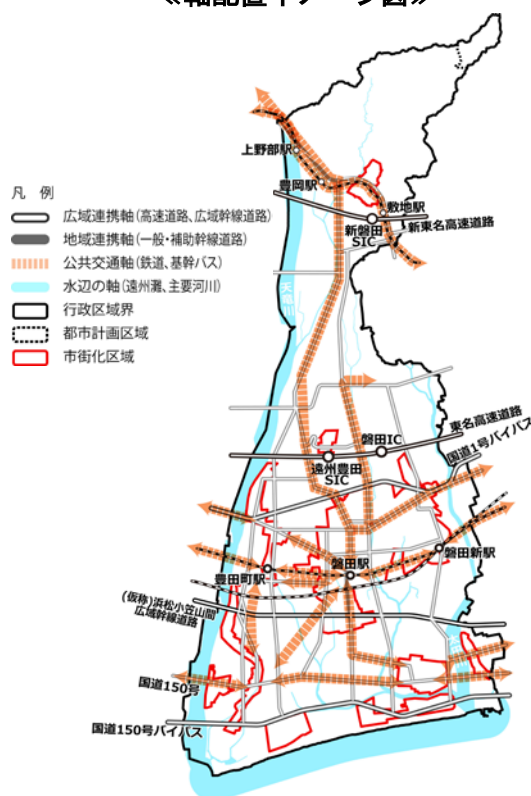 ≪軸配置イメージ図≫
上野部駅
豊岡駅
敷地駅
新磐田
SIC
新東名高速道路
凡 例
広域連携軸(高速道路、広域幹線道路)
地域連携軸(一般・補助幹線道路)
公共交通軸(鉄道、基幹バス)
水辺の軸(遠州灘、主要河川)
行政区域界
都市計画区域
市街化区域
天竜川
東名高速道路
磐田IC
国道1号バイパス
遠州豊田
SIC
磐田新駅
磐田駅
豊田町駅
(仮称)浜松小笠山間
広域幹線道路
国道150号
国道150号バイパス